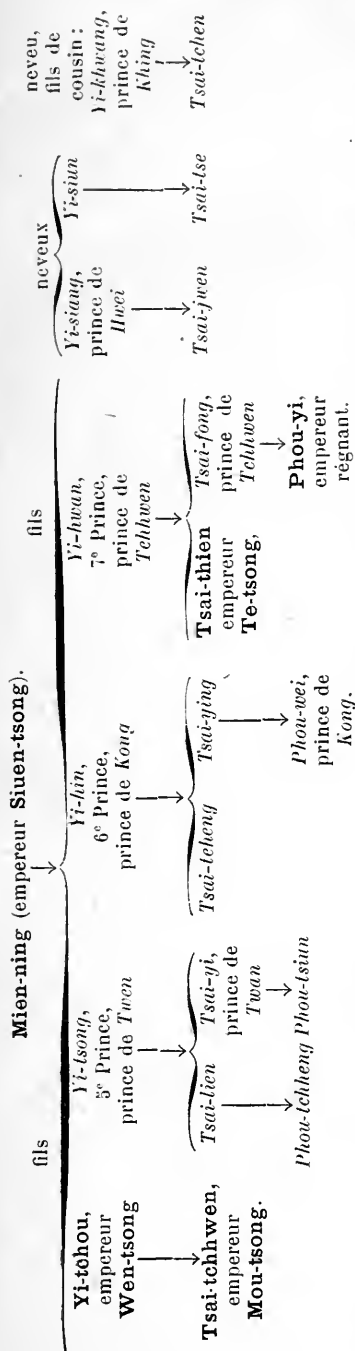 Mien-ning (empereur Siuen-tsong).
fils
fils
neveux
neveu,
fils de
cousin :
Yi-tchou,
empereur
Wen-tsong
Yi-tsong,
5e Prince,
prince de Twen
Yi-hin,
6e Prince,
prince de Kong
Yi-hwan,
7e Prince,
prince de
Tchhwen
Yi-siang,
prince de
Hwei
Yi-siun
Yi-khwang,
prince de
Khing
Tsai-tchhwen,
empereur
Mou-tsong.
Tsai-lien
Tsai-yi,
prince de
Twan
Tsai-tcheng
Tsai-ying
Tsai-thien
empereur
Te-tsong,
Tsai-fong,
prince de
Tchhwen
Tsai-jwen
Tsai-tse
Tsai-tchen
Phou-tchheng Phou-tsiun
Phou-wei,
prince de
Kong.
Phou-yi,
empereur
régnant.